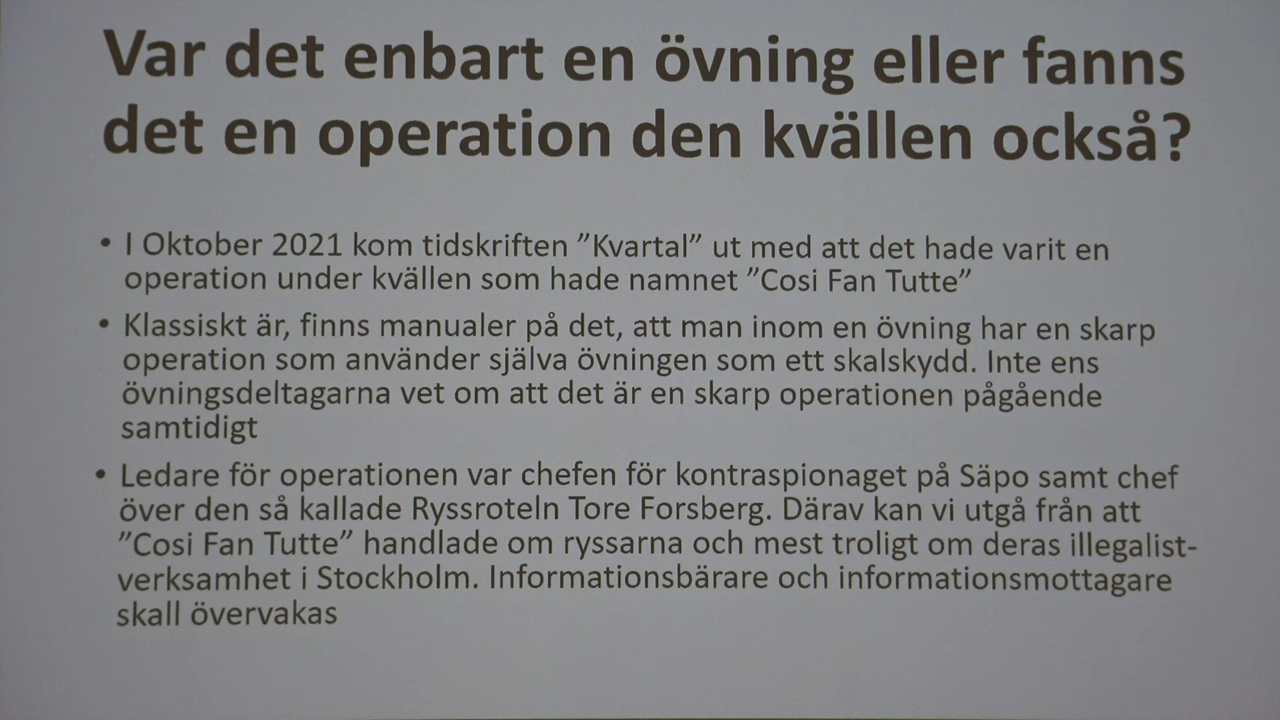 Var det enbart en övning eller fanns
det en operation den kvällen också?
• I Oktober 2021 kom tidskriften ”Kvartal” ut med att det hade varit en
operation under kvällen som hade namnet ”Cosi Fan Tutte”
• Klassiskt är, finns manualer på det, att man inom en övning har en skarp
operation som använder själva övningen som ett skalskydd. Inte ens
övningsdeltagarna vet om att det är en skarp operationen pågående
samtidigt
• Ledare för operationen var chefen för kontraspionaget på Säpo samt chef
över den så kallade Ryssroteln Tore Forsberg. Därav kan vi utgå från att
”Cosi Fan Tutte” handlade om ryssarna och mest troligt om deras illegalist-
verksamhet i Stockholm. Informationsbärare och informationsmottagare
skall övervakas